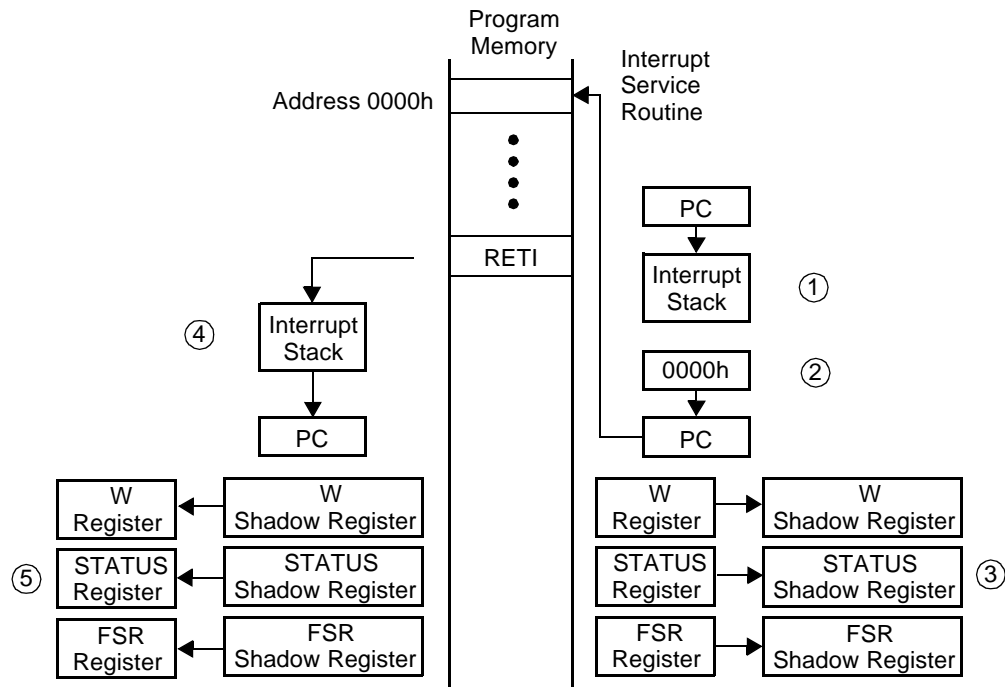 Program
Memory
Interrupt
Service
Routine
Address 0000h
PC
RETI
Interrupt
Stack
①
Interrupt
Stack
④
0000h
②
PC
PC
W
Register
W
Shadow Register
W
Register
W
Shadow Register
STATUS
Register
STATUS
Shadow Register
⑤
STATUS
Register
STATUS
Shadow Register
③
FSR
Register
FSR
Shadow Register
FSR
Register
FSR
Shadow Register